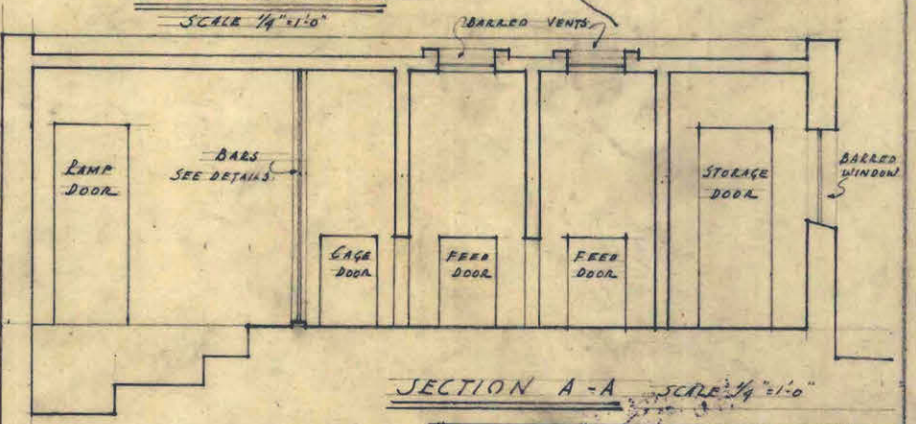 SCALE 1/4"=1'-0"
BARRED VENTS
RAMP
DOOR
BARS
SEE DETAILS
CAGE
DOOR
FEED
DOOR
FEED
DOOR
STORAGE
DOOR
BARRED
WINDOW
SECTION A-A SCALE 1/4"=1'-0"